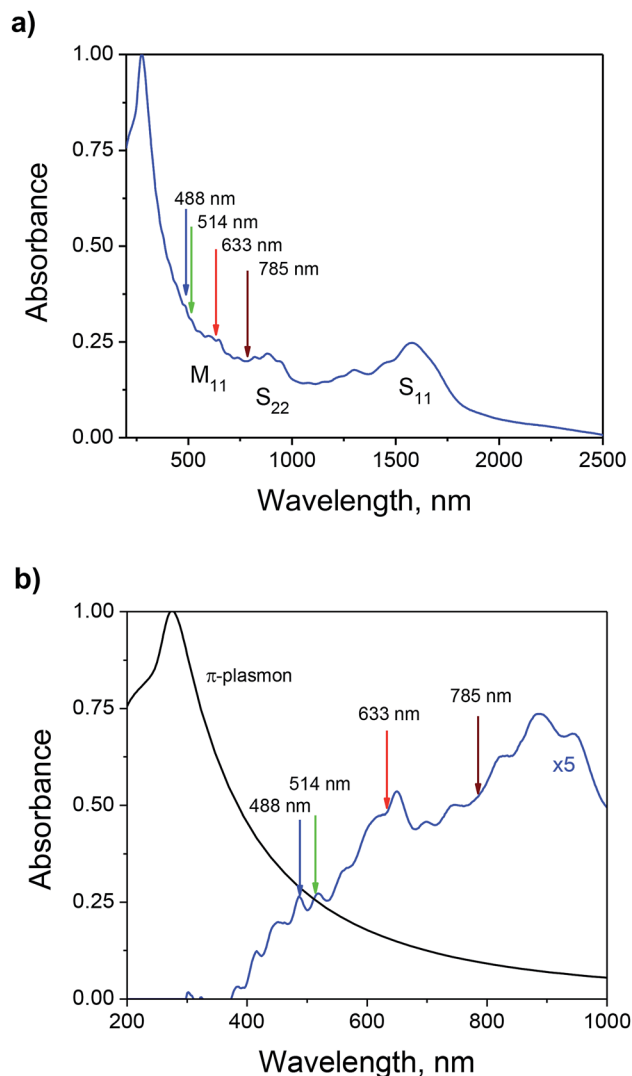 a)
1.00
0.75
0.50
0.25
0.00
Absorbance
488 nm
514 nm
633 nm
785 nm
M11
S22
S11
500 1000 1500 2000 2500
Wavelength, nm
b)
1.00
0.75
0.50
0.25
0.00
Absorbance
π-plasmon
633 nm
785 nm
514 nm
488 nm
x5
200 400 600 800 1000
Wavelength, nm